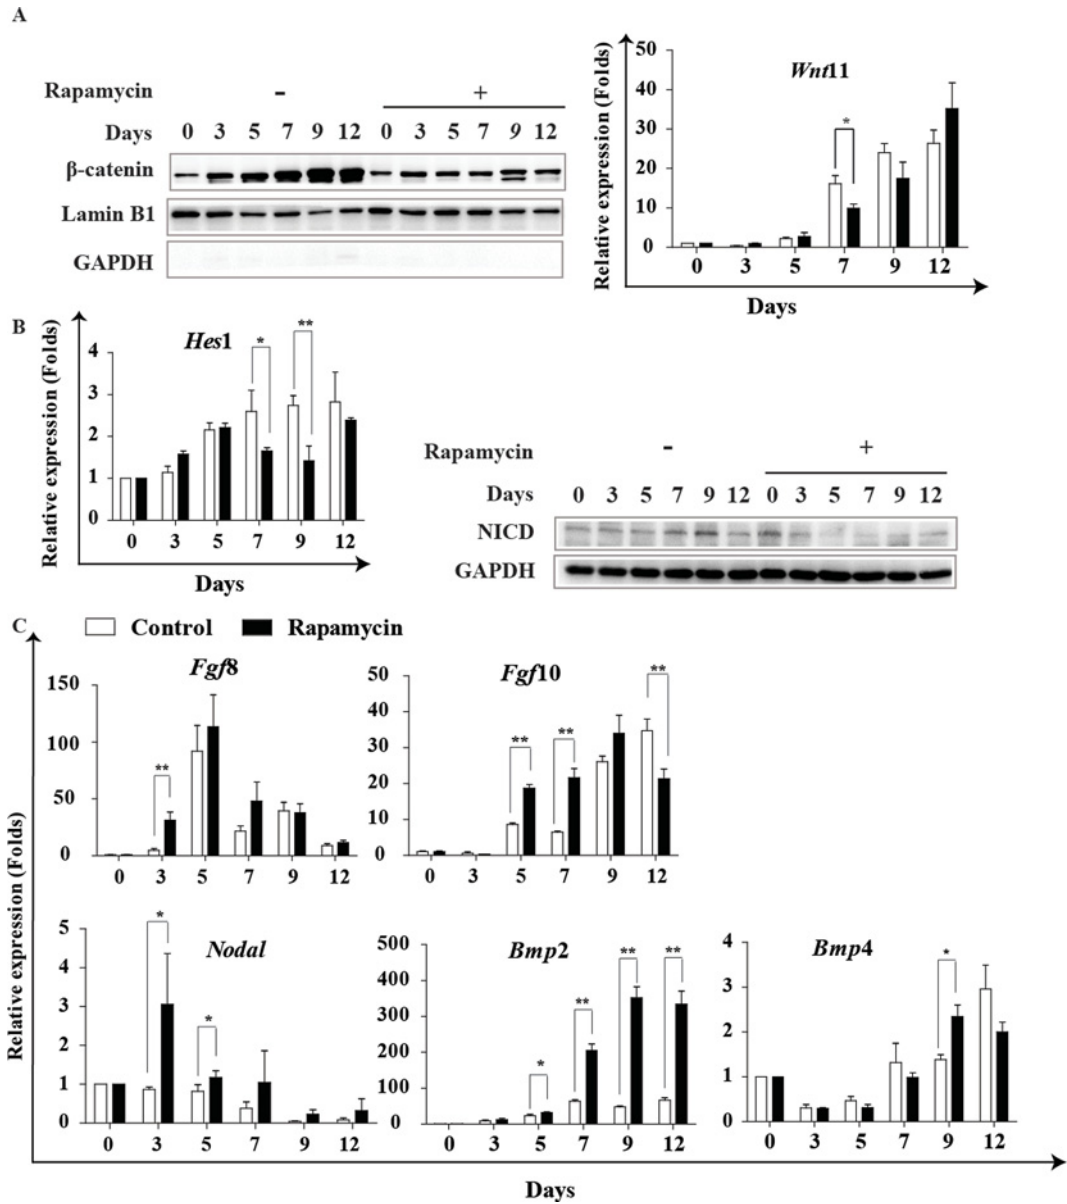 A
Rapamycin - +
Days 0 3 5 7 9 12 0 3 5 7 9 12
β-catenin
Lamin B1
GAPDH
Wnt11
Relative expression (Folds)
50
40
30
20
10
0
*
0 3 5 7 9 12
Days
B
Hes1
Relative expression (Folds)
4
3
2
1
0
* **
0 3 5 7 9 12
Days
Rapamycin - +
Days 0 3 5 7 9 12 0 3 5 7 9 12
NICD
GAPDH
C
Control Rapamycin
Relative expression (Folds)
Fgf8
150
100
50
0
**
0 3 5 7 9 12
Fgf10
50
40
30
20
10
0
** ** **
0 3 5 7 9 12
Nodal
5
4
3
2
1
0
* *
0 3 5 7 9 12
Bmp2
500
400
300
200
100
0
* ** ** **
0 3 5 7 9 12
Bmp4
4
3
2
1
0
*
0 3 5 7 9 12
Days